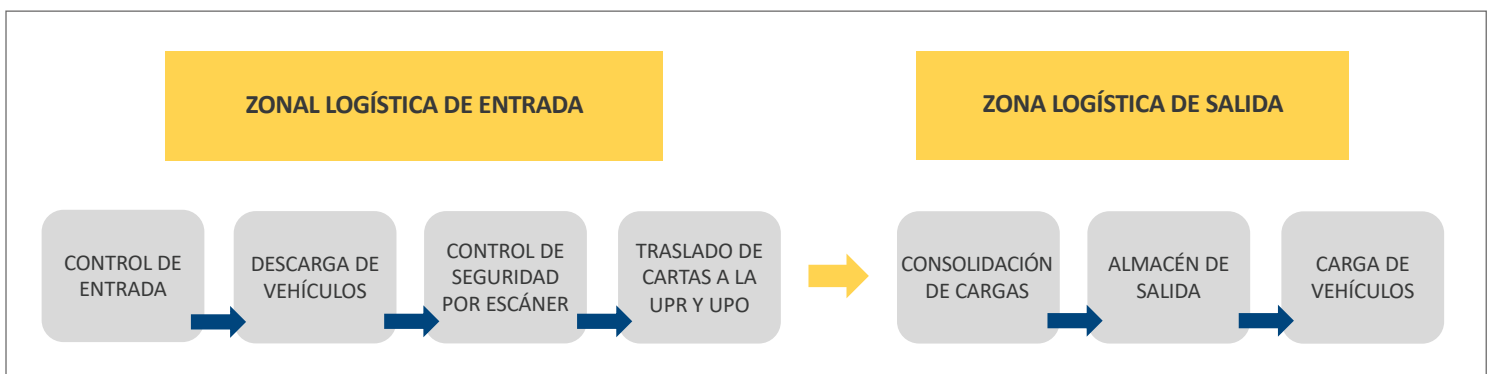 ZONAL LOGÍSTICA DE ENTRADA
ZONA LOGÍSTICA DE SALIDA
CONTROL DE
ENTRADA
DESCARGA DE
VEHÍCULOS
CONTROL DE
SEGURIDAD
POR ESCÁNER
TRASLADO DE
CARTAS A LA
UPR Y UPO
CONSOLIDACIÓN
DE CARGAS
ALMACÉN DE
SALIDA
CARGA DE
VEHÍCULOS